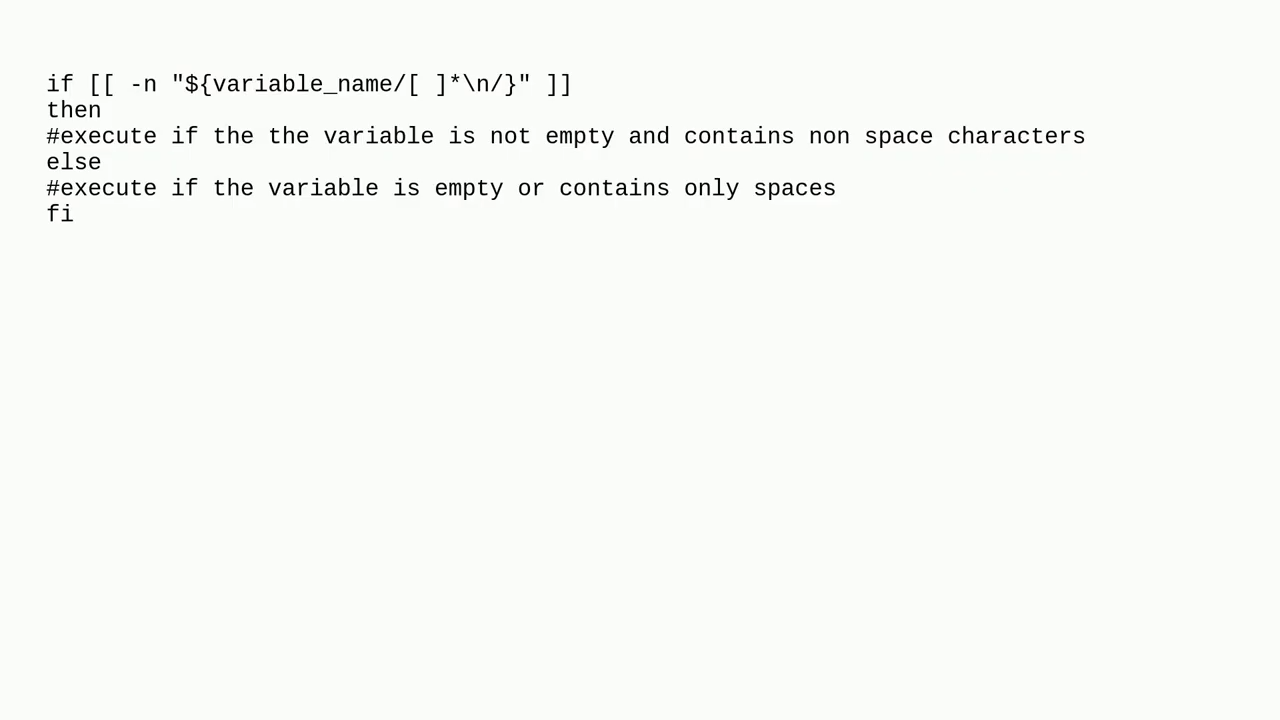 if [[ -n "${variable_name/[ ]*\n/}" ]]
then
#execute if the the variable is not empty and contains non space characters
else
#execute if the variable is empty or contains only spaces
fi